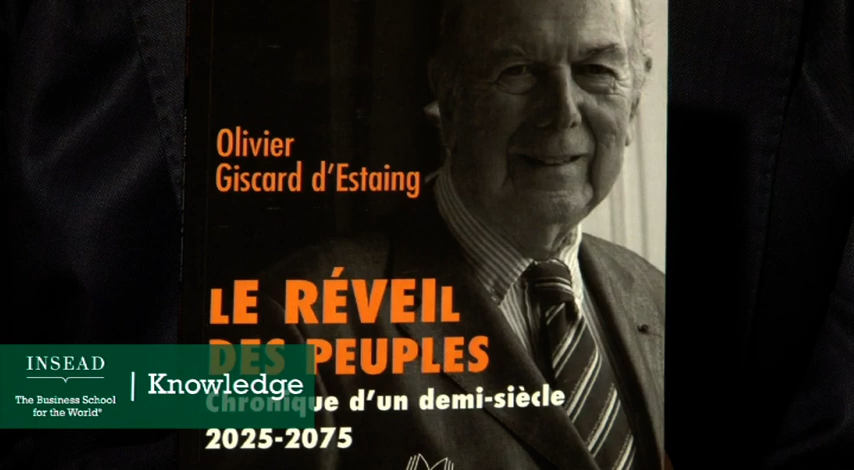 Olivier
Giscard d'Estaing
LE RÉVEIL
DES PEUPLES
Chronique d'un demi-siècle
2025-2075
INSEAD
The Business School
for the World®
| Knowledge